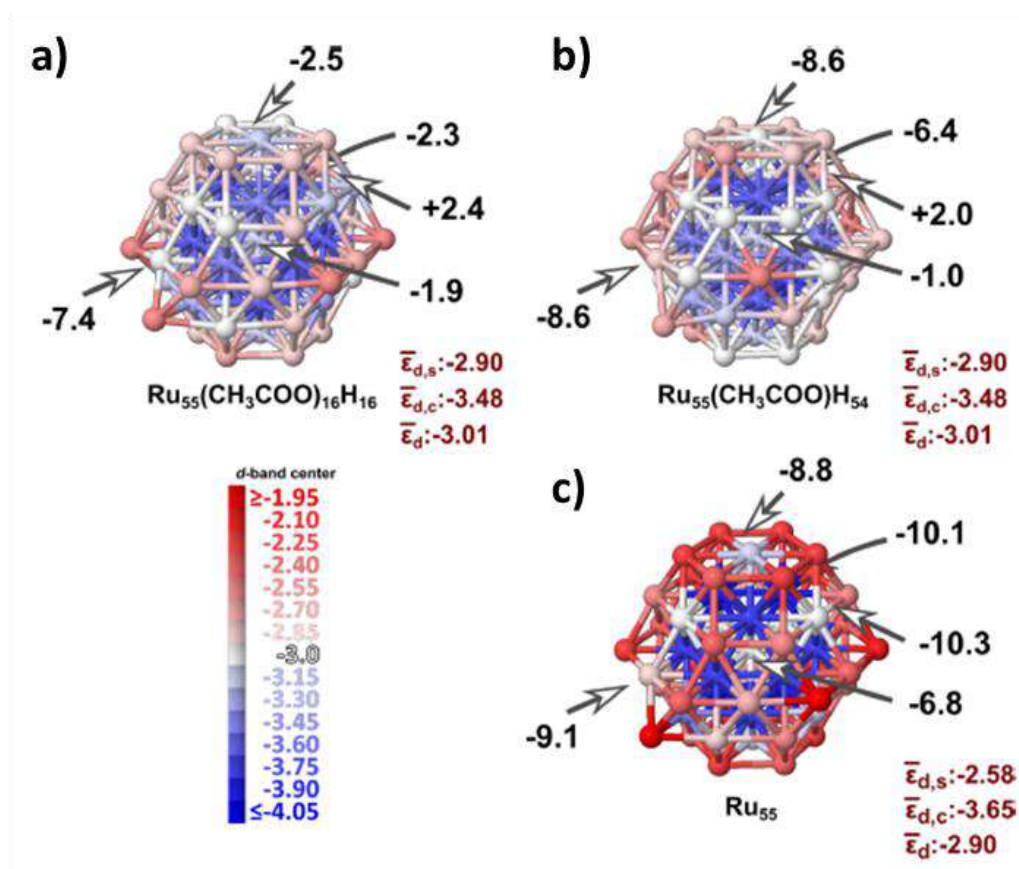 a)
-2.5
-2.3
+2.4
-1.9
-7.4
ε̅d,s:-2.90
ε̅d,c:-3.48
ε̅d:-3.01
Ru55(CH3COO)16H16
b)
-8.6
-6.4
+2.0
-1.0
-8.6
ε̅d,s:-2.90
ε̅d,c:-3.48
ε̅d:-3.01
Ru55(CH3COO)H54
d-band center
≥-1.95
-2.10
-2.25
-2.40
-2.55
-2.70
-2.85
-3.0
-3.15
-3.30
-3.45
-3.60
-3.75
-3.90
≤-4.05
c)
-8.8
-10.1
-10.3
-6.8
-9.1
Ru55
ε̅d,s:-2.58
ε̅d,c:-3.65
ε̅d:-2.90